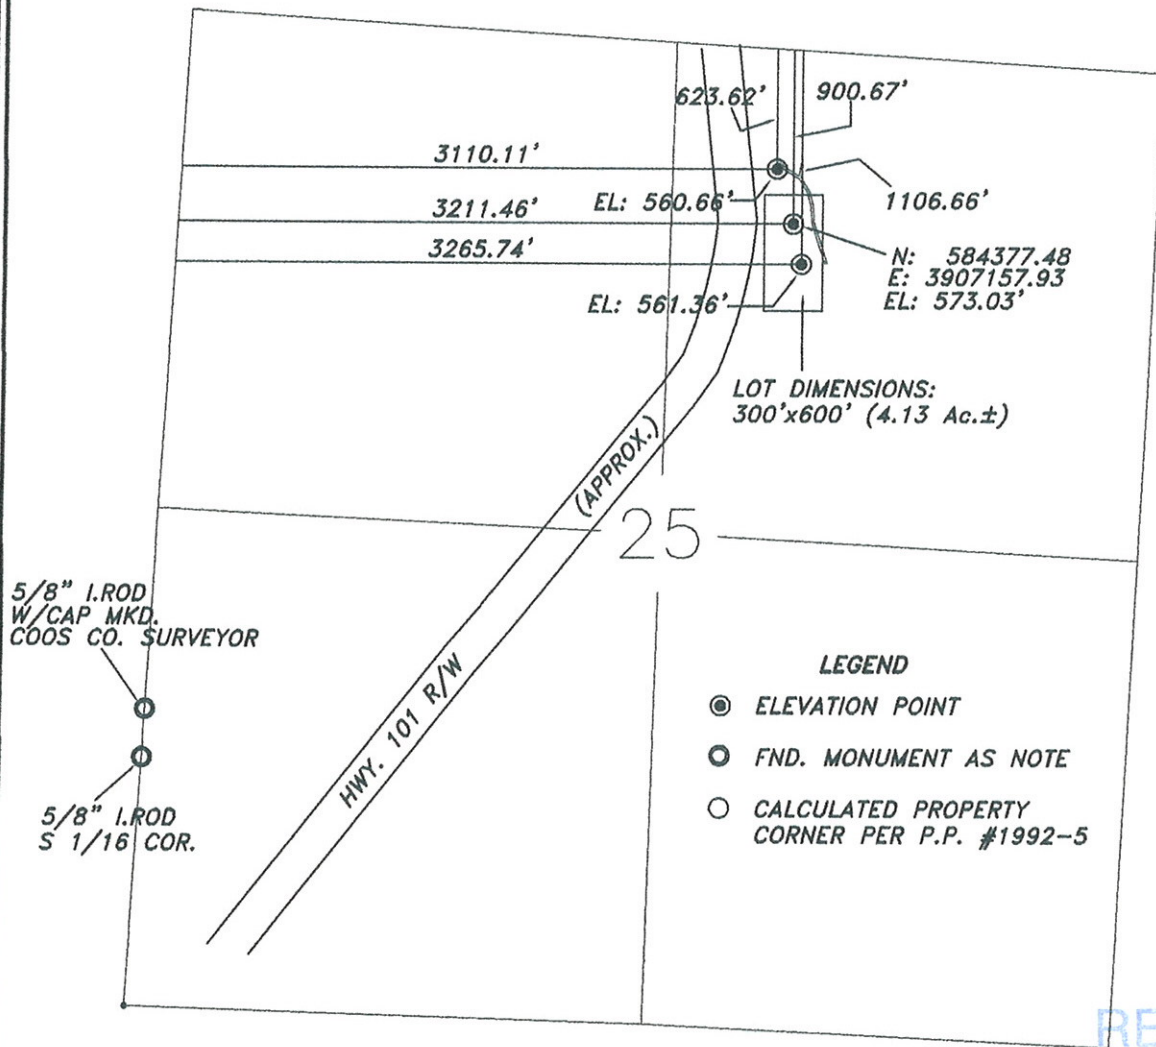 623.62'
900.67'
3110.11'
EL: 560.66'
1106.66'
3211.46'
3265.74'
N: 584377.48
E: 3907157.93
EL: 573.03'
EL: 561.36'
LOT DIMENSIONS:
300'x600' (4.13 Ac.±)
(APPROX.)
25
5/8" I.ROD
W/CAP MKD.
COOS CO. SURVEYOR
HWY. 101 R/W
5/8" I.ROD
S 1/16 COR.
LEGEND
ELEVATION POINT
FND. MONUMENT AS NOTE
CALCULATED PROPERTY
CORNER PER P.P. #1992-5
RE